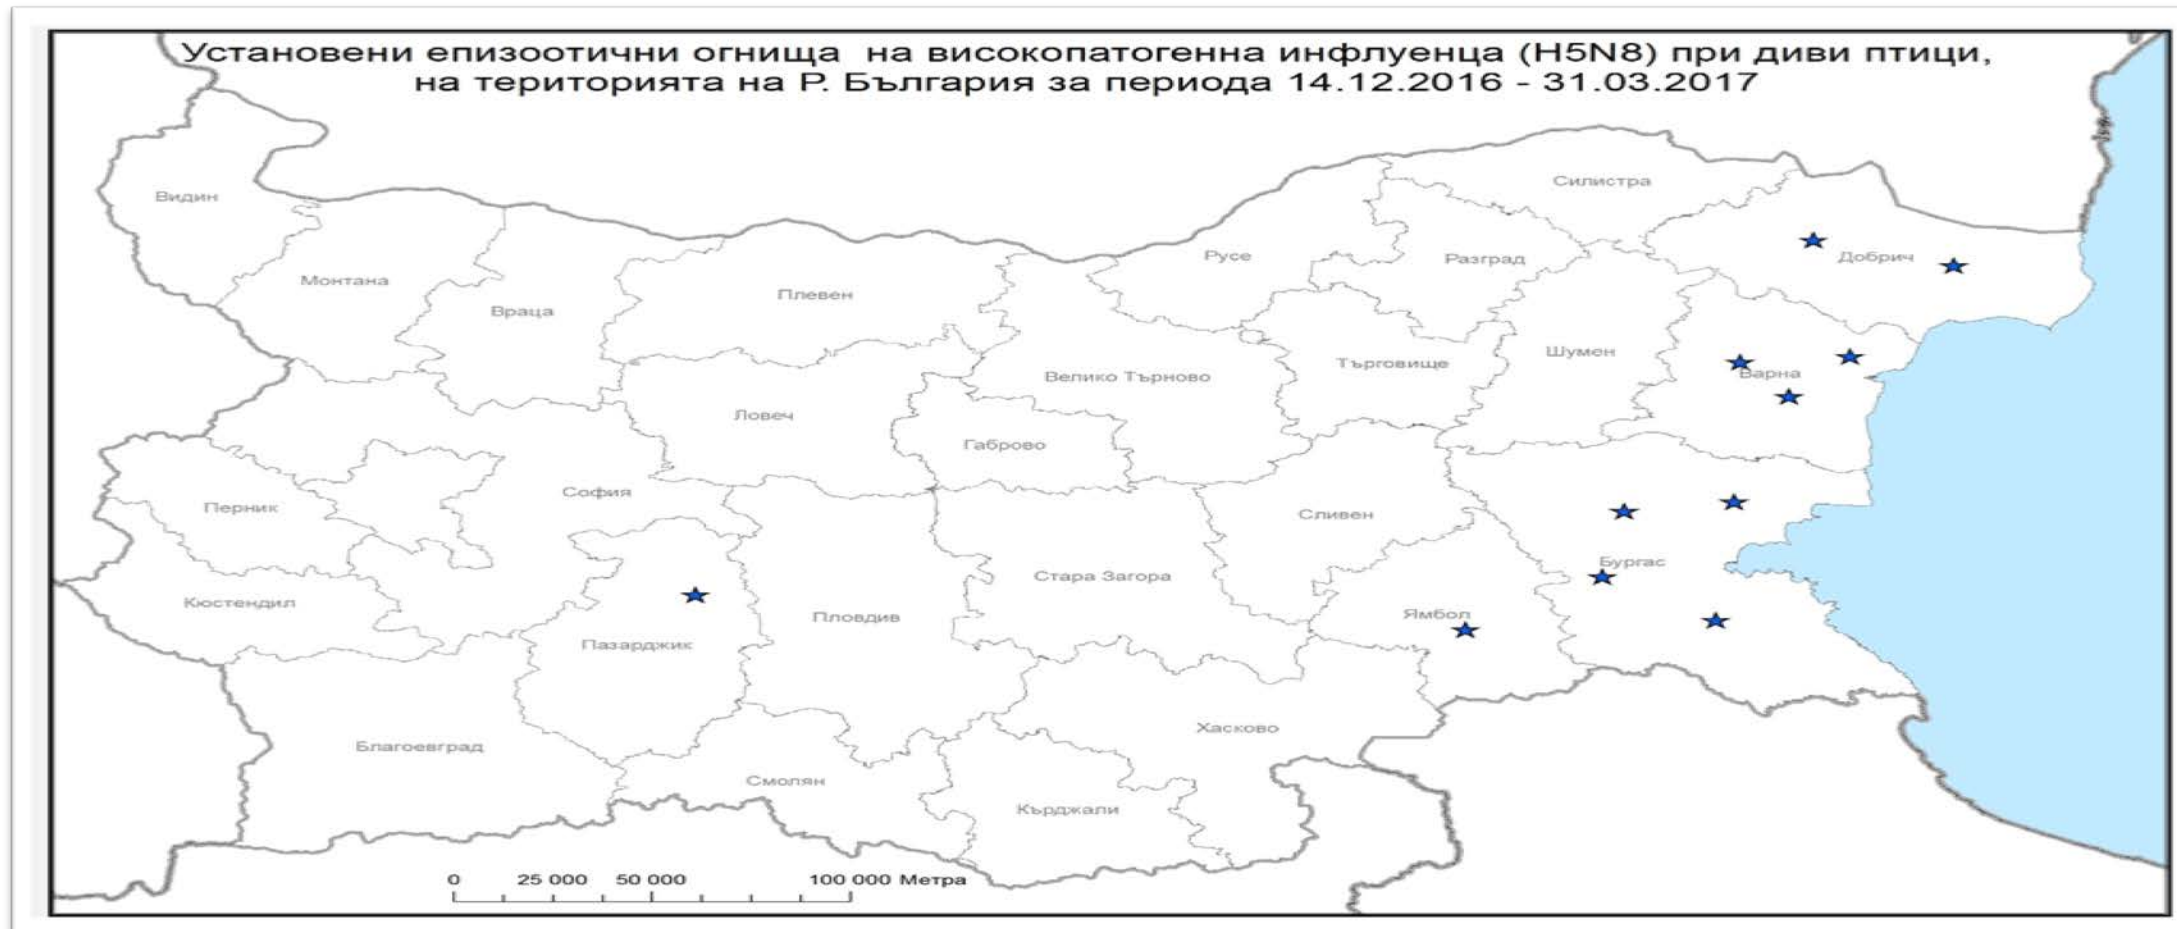 Установени епизоотични огнища на високопатогенна инфлуенца (H5N8) при диви птици,
на територията на Р. България за периода 14.12.2016 - 31.03.2017
Силистра
Видин
Русе
Разград
Добрич
Монтана
Плевен
Враца
Шумен
Търговище
Варна
Велико Търново
Ловеч
Габрово
София
Перник
Сливен
Бургас
Стара Загора
Кюстендил
Ямбол
Пловдив
Пазарджик
Хасково
Благоевград
Смолян
Кърджали
0 25 000 50 000 100 000 Метра